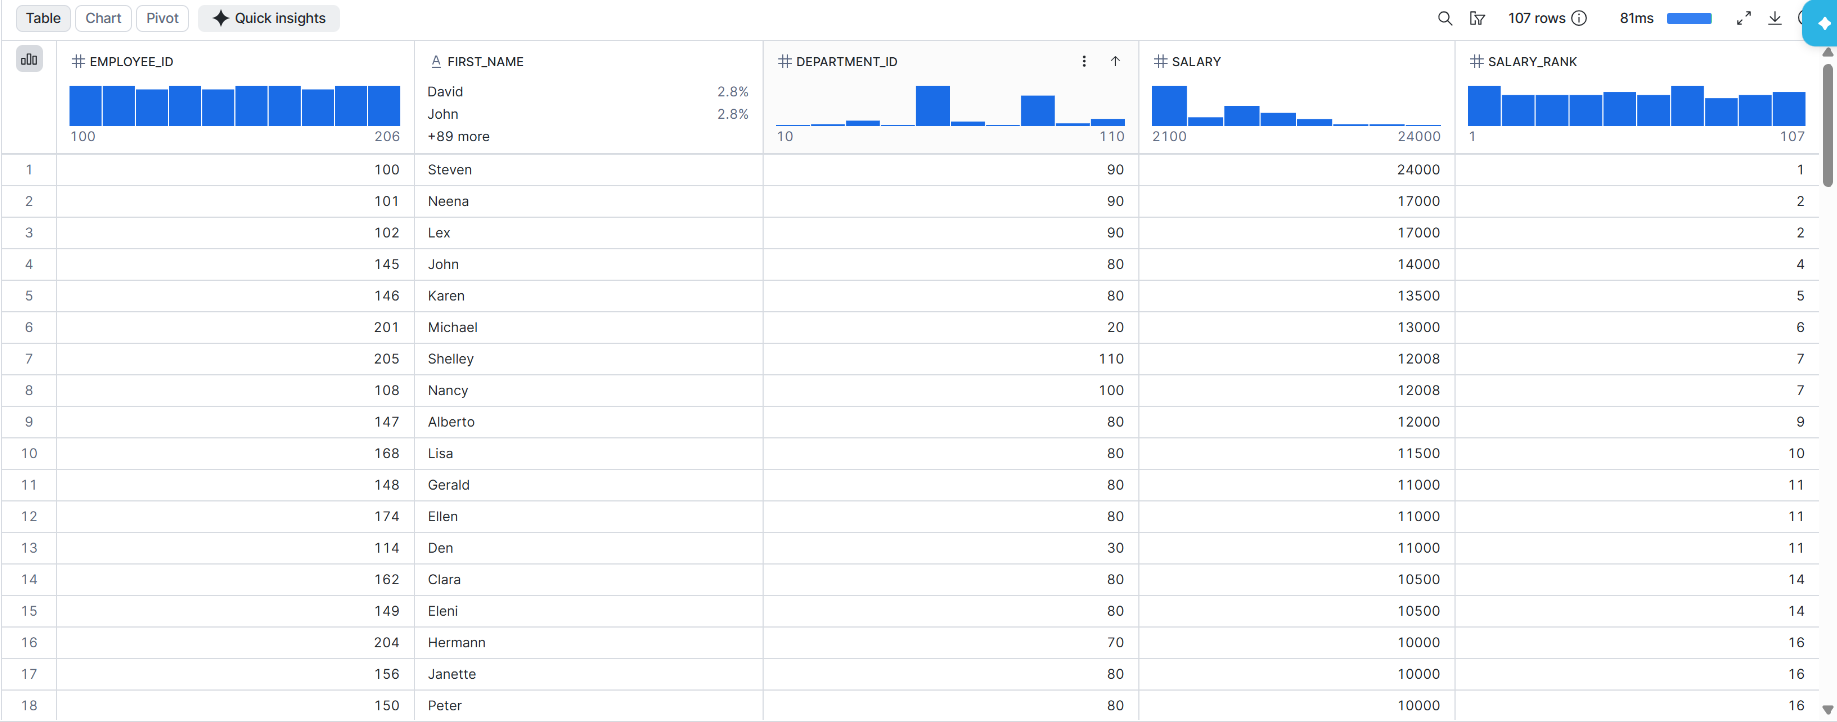 Table Chart Pivot Quick insights 107 rows 81ms
EMPLOYEE_ID FIRST_NAME DEPARTMENT_ID SALARY SALARY_RANK
David 2.8%
John 2.8%
100 206 +89 more 10 110 2100 24000 1 107
1 100 Steven 90 24000 1
2 101 Neena 90 17000 2
3 102 Lex 90 17000 2
4 145 John 80 14000 4
5 146 Karen 80 13500 5
6 201 Michael 20 13000 6
7 205 Shelley 110 12008 7
8 108 Nancy 100 12008 7
9 147 Alberto 80 12000 9
10 168 Lisa 80 11500 10
11 148 Gerald 80 11000 11
12 174 Ellen 80 11000 11
13 114 Den 30 11000 11
14 162 Clara 80 10500 14
15 149 Eleni 80 10500 14
16 204 Hermann 70 10000 16
17 156 Janette 80 10000 16
18 150 Peter 80 10000 16